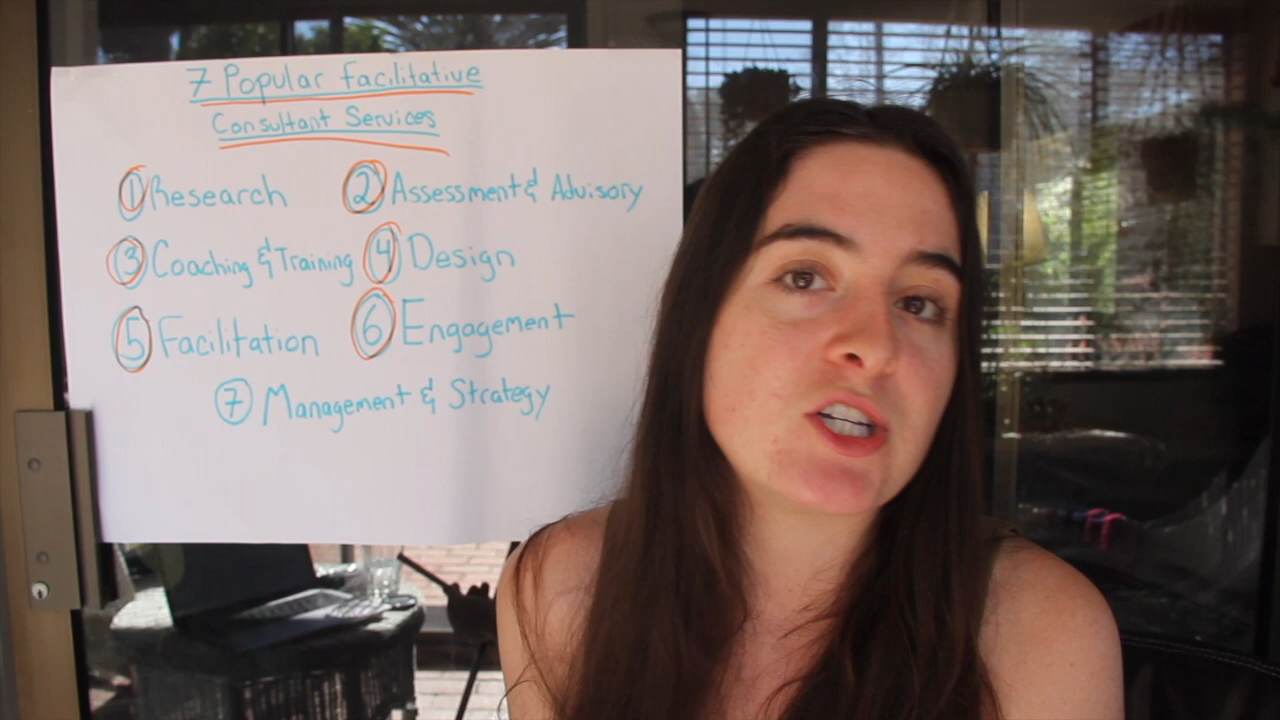 7 Popular Facilitative
Consultant Services
1 Research 2 Assessment & Advisory
3 Coaching & Training 4 Design
5 Facilitation 6 Engagement
7 Management & Strategy